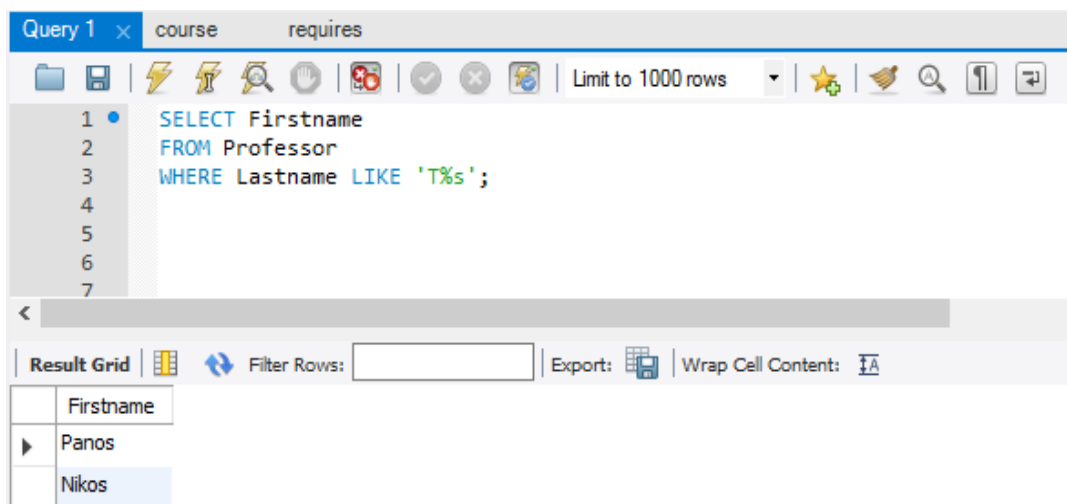 Query 1 × course requires
Limit to 1000 rows
1 SELECT Firstname
2 FROM Professor
3 WHERE Lastname LIKE 'T%s';
4
5
6
7
Result Grid Filter Rows: Export: Wrap Cell Content:
Firstname
Panos
Nikos